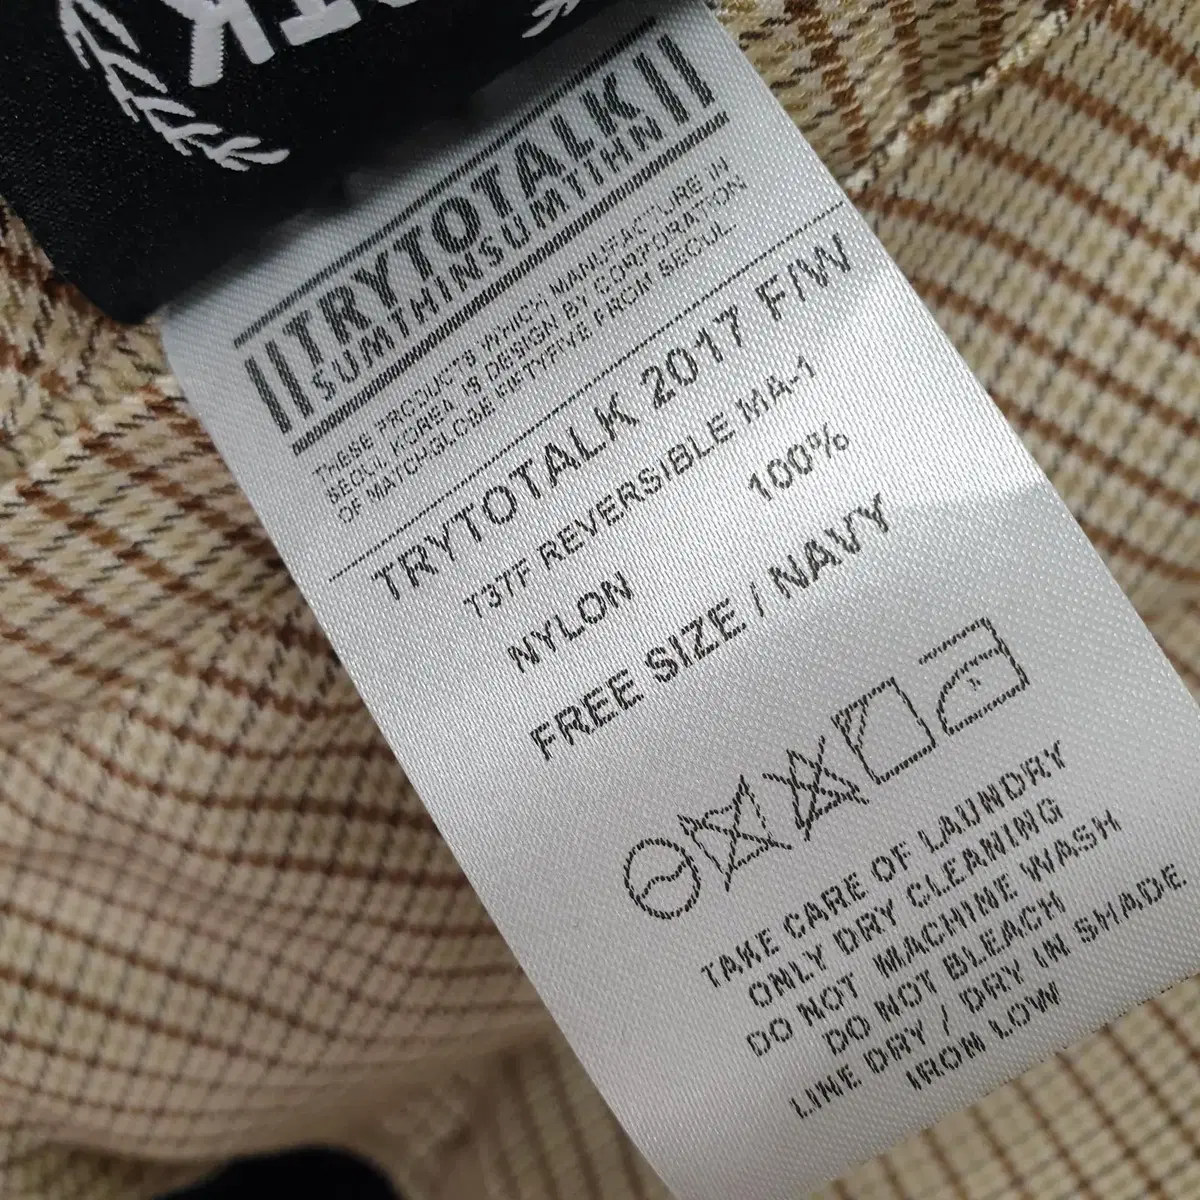 TRYTOTALK
SUMTHINSUMTHN
THESE PRODUCTS WHICH MANUFACTURE IN
SEOUL KOREA IS DESIGN BY CORPORATION
OF MATCHGLOBE FIETYFIVE FROM SEOUL
TRYTOTALK 2017 F/W
T37F REVERSIBLE MA-1
NYLON 100%
FREE SIZE / NAVY
TAKE CARE OF LAUNDRY
ONLY DRY CLEANING
DO NOT MACHINE WASH
DO NOT BLEACH
LINE DRY / DRY IN SHADE
IRON LOW